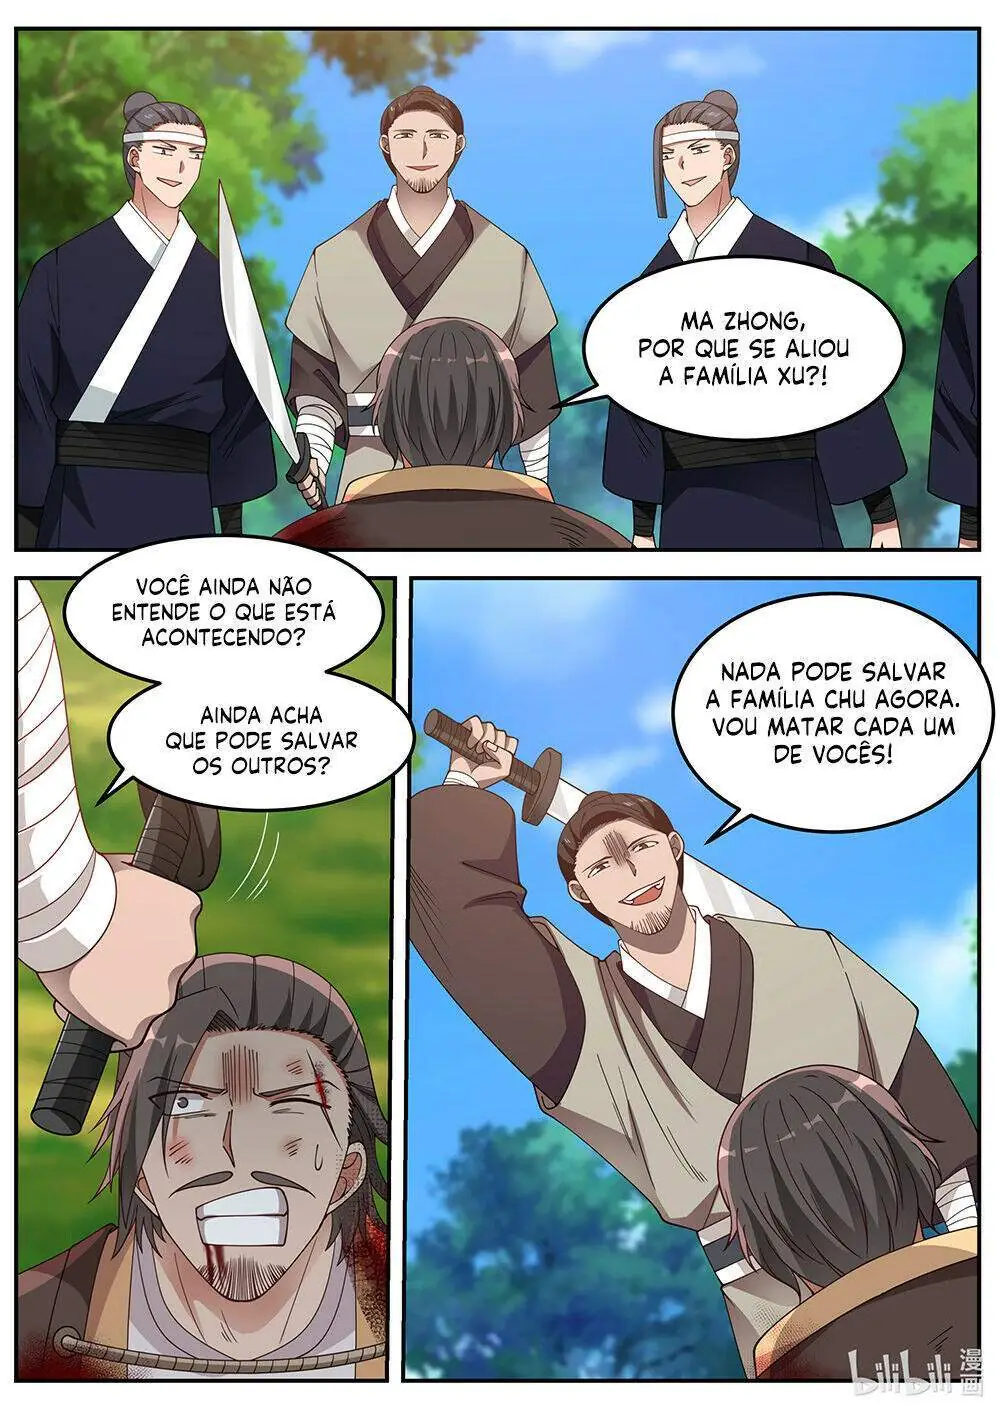 MA ZHONG,
POR QUE SE ALIOU
A FAMÍLIA XU?!
VOCÊ AINDA NÃO
ENTENDE O QUE ESTÁ
ACONTECENDO?
AINDA ACHA
QUE PODE SALVAR
OS OUTROS?
NADA PODE SALVAR
A FAMÍLIA CHU AGORA.
VOU MATAR CADA UM
DE VOCÊS!
bilibili 漫画